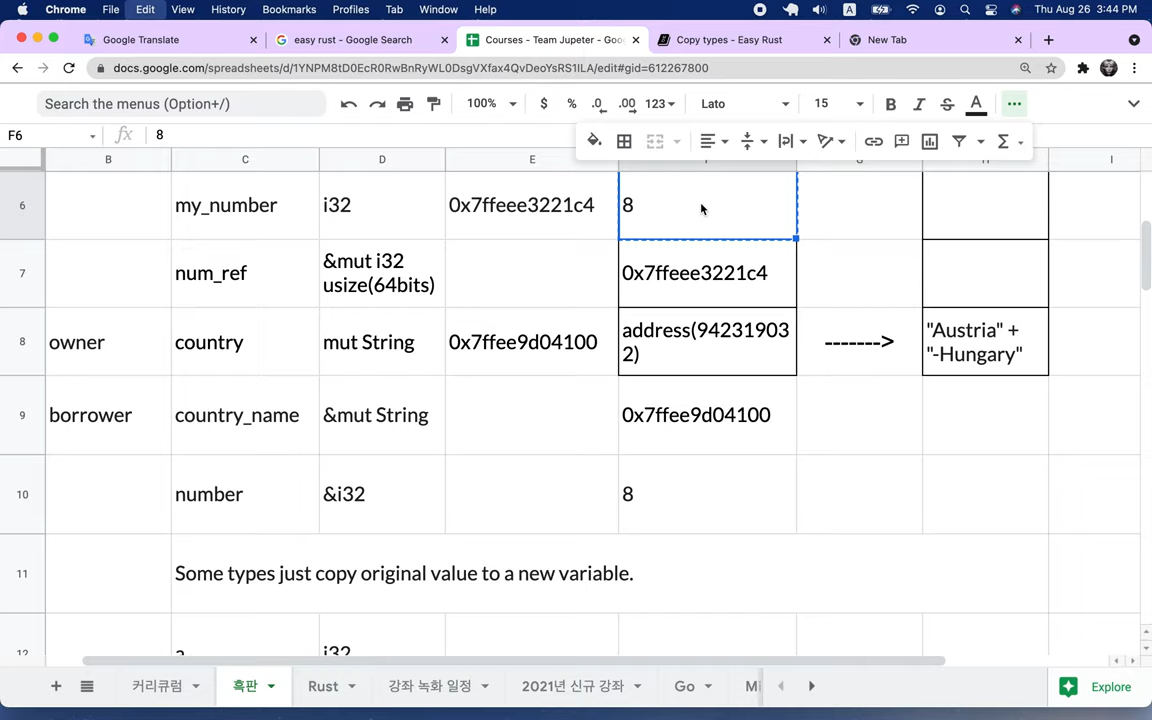 Chrome File Edit View History Bookmarks Profiles Tab Window Help A Thu Aug 26 3:44 PM
Google Translate easy rust - Google Search Courses - Team Jupeter - Goo Copy types - Easy Rust New Tab
docs.google.com/spreadsheets/d/1YNPM8tD0EcR0RwBnRyWL0DsgVXfax4QvDeoYsRS1ILA/edit#gid=612267800
Search the menus (Option+/) 100% $ % .0 .00 123 Lato 15 B I S A
F6 fx 8
B C D E F G H I
6 my_number i32 0x7ffeee3221c4 8
7 num_ref &mut i32 0x7ffeee3221c4
usize(64bits)
8 owner country mut String 0x7ffee9d04100 address(94231903 -------> "Austria" +
2) "-Hungary"
9 borrower country_name &mut String 0x7ffee9d04100
10 number &i32 8
11 Some types just copy original value to a new variable.
12 a i32
커리큐럼 흑판 Rust 강좌 녹화 일정 2021년 신규 강좌 Go Mi Explore